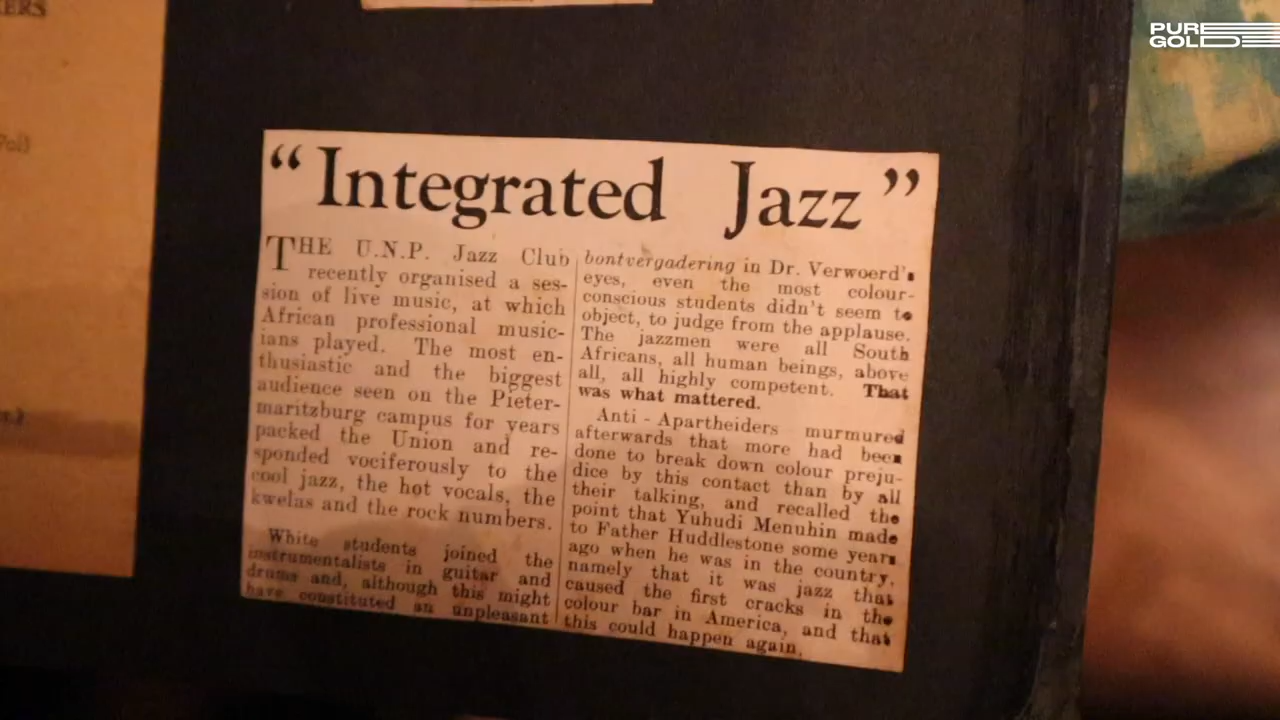 ERS
PURE
GOLD
"Integrated Jazz"
THE U.N.P. Jazz Club
recently organised a ses-
sion of live music, at which
African professional music-
ians played. The most en-
thusiastic and the biggest
audience seen on the Pieter-
maritzburg campus for years
packed the Union and re-
sponded vociferously to the
cool jazz, the hot vocals, the
kwelas and the rock numbers.
White students joined the
instrumentalists in guitar and
drums and, although this might
have constituted an unpleasant
bontvergadering in Dr. Verwoerd's
eyes, even the most colour-
conscious students didn't seem to
object, to judge from the applause.
The jazzmen were all South
Africans, all human beings, above
all, all highly competent. That
was what mattered.
Anti - Apartheiders murmured
afterwards that more had been
done to break down colour preju-
dice by this contact than by all
their talking, and recalled the
point that Yuhudi Menuhin made
to Father Huddlestone some years
ago when he was in the country,
namely that it was jazz that
caused the first cracks in the
colour bar in America, and that
this could happen again.